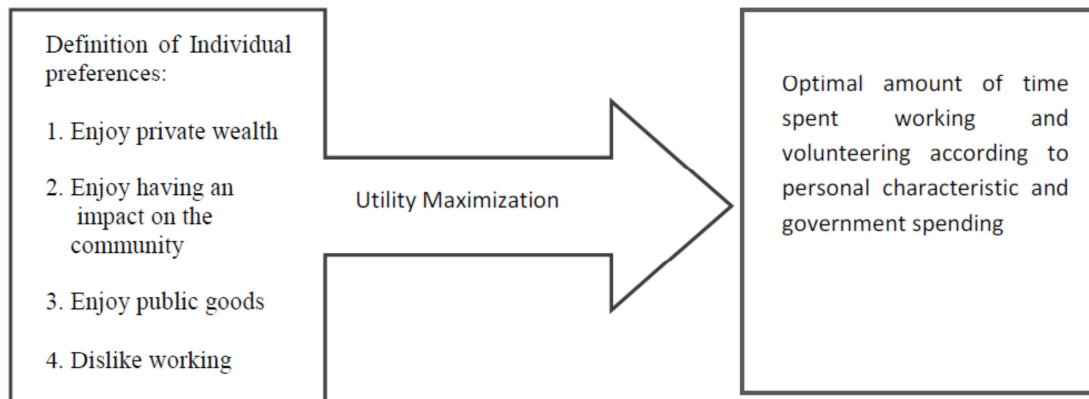 Definition of Individual
preferences:
1. Enjoy private wealth
2. Enjoy having an
impact on the
community
3. Enjoy public goods
4. Dislike working
Utility Maximization
Optimal amount of time
spent working and
volunteering according to
personal characteristic and
government spending